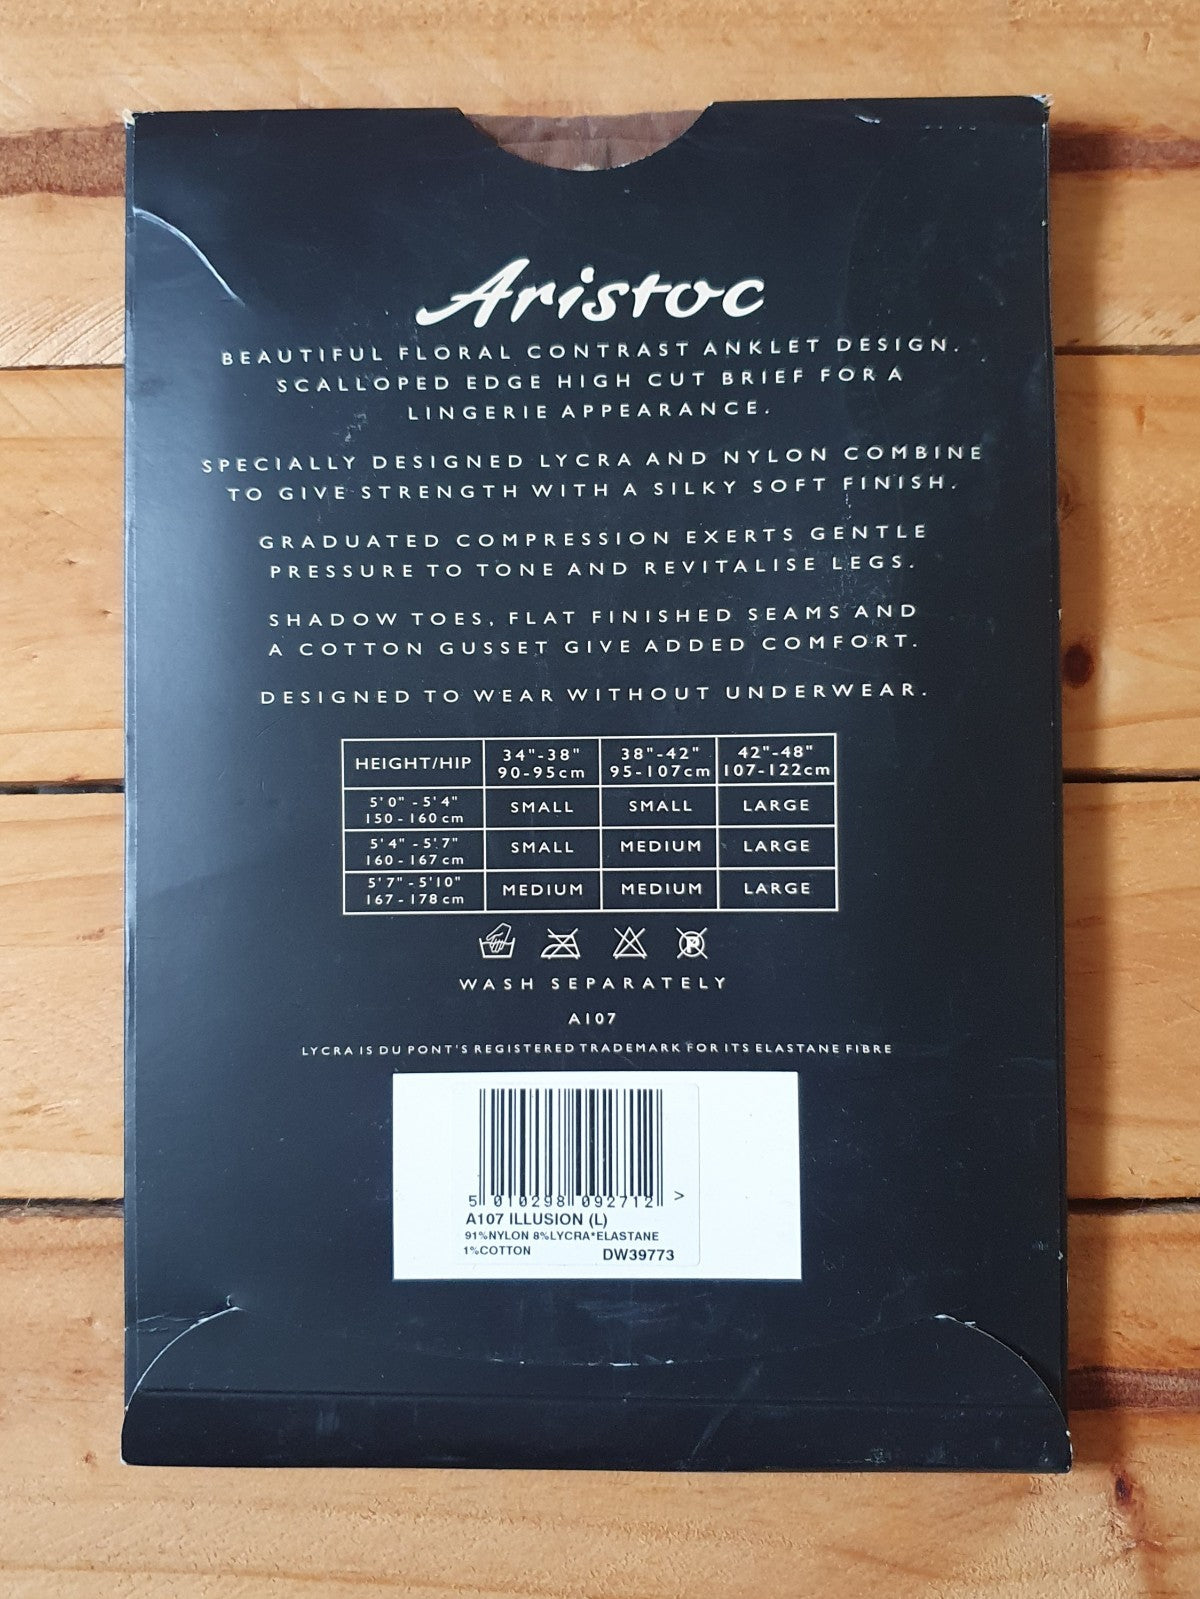 Aristoc
BEAUTIFUL FLORAL CONTRAST ANKLET DESIGN.
SCALLOPED EDGE HIGH CUT BRIEF FOR A
LINGERIE APPEARANCE.
SPECIALLY DESIGNED LYCRA AND NYLON COMBINE
TO GIVE STRENGTH WITH A SILKY SOFT FINISH.
GRADUATED COMPRESSION EXERTS GENTLE
PRESSURE TO TONE AND REVITALISE LEGS.
SHADOW TOES, FLAT FINISHED SEAMS AND
A COTTON GUSSET GIVE ADDED COMFORT.
DESIGNED TO WEAR WITHOUT UNDERWEAR.
HEIGHT/HIP 34"-38" 38"-42" 42"-48"
90-95cm 95-107cm 107-122cm
5'0" - 5'4" SMALL SMALL LARGE
150 - 160 cm
5'4" - 5'7" SMALL MEDIUM LARGE
160 - 167 cm
5'7" - 5'10" MEDIUM MEDIUM LARGE
167 - 178 cm
P
WASH SEPARATELY
A107
LYCRA IS DU PONT'S REGISTERED TRADEMARK FOR ITS ELASTANE FIBRE
5 010298 092712 >
A107 ILLUSION (L)
91%NYLON 8%LYCRA*ELASTANE
1%COTTON DW39773